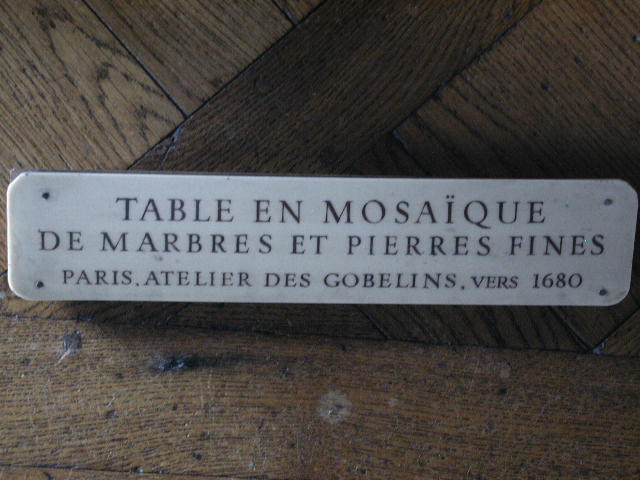 TABLE EN MOSAÏQUE
DE MARBRES ET PIERRES FINES
PARIS. ATELIER DES GOBELINS, VERS 1680